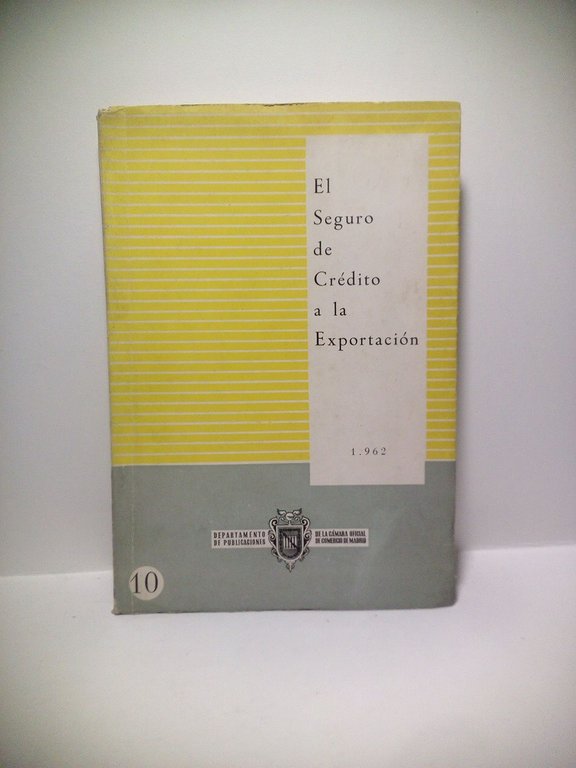 El
Seguro
de
Crédito
a la
Exportación
1.962
DEPARTAMENTO
DE PUBLICACIONES
DE LA CÁMARA OFICIAL
DE COMERCIO DE MADRID
10